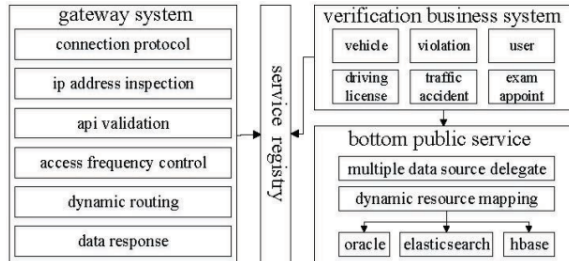 gateway system
connection protocol
ip address inspection
api validation
access frequency control
dynamic routing
data response
service registry
verification business system
vehicle
violation
user
driving
license
traffic
accident
exam
appoint
bottom public service
multiple data source delegate
dynamic resource mapping
oracle
elasticsearch
hbase